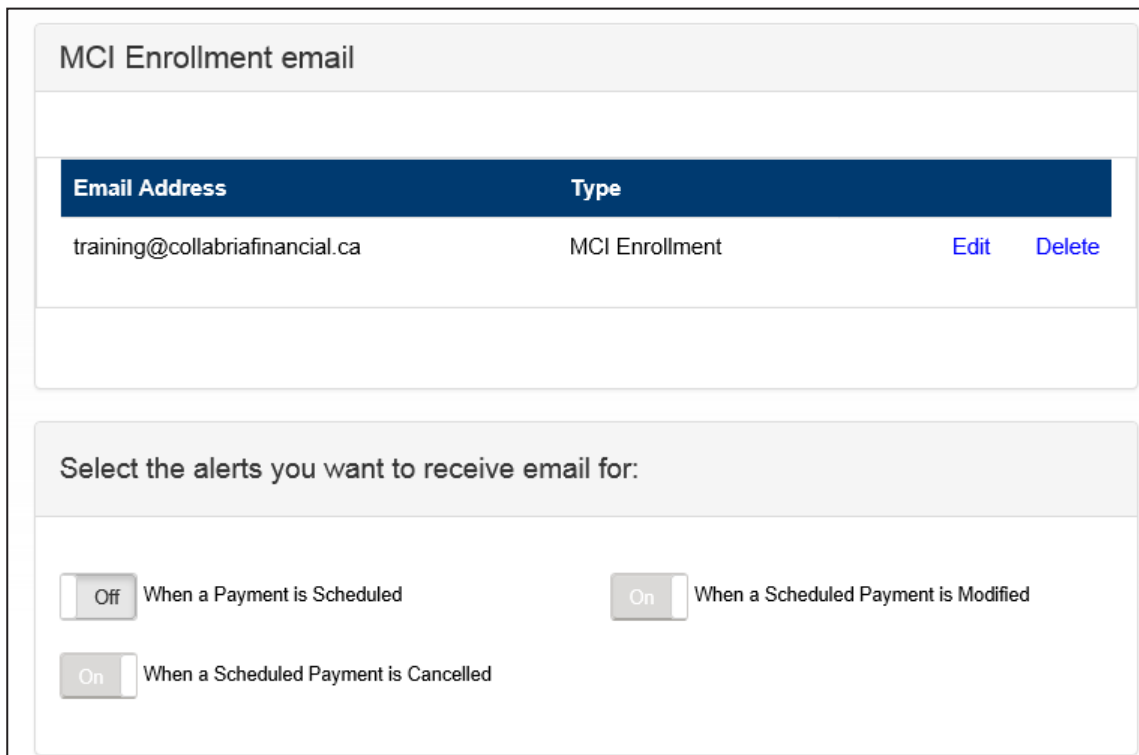 MCI Enrollment email
Email Address Type
training@collabriafinancial.ca MCI Enrollment Edit Delete
Select the alerts you want to receive email for:
Off When a Payment is Scheduled On When a Scheduled Payment is Modified
On When a Scheduled Payment is Cancelled